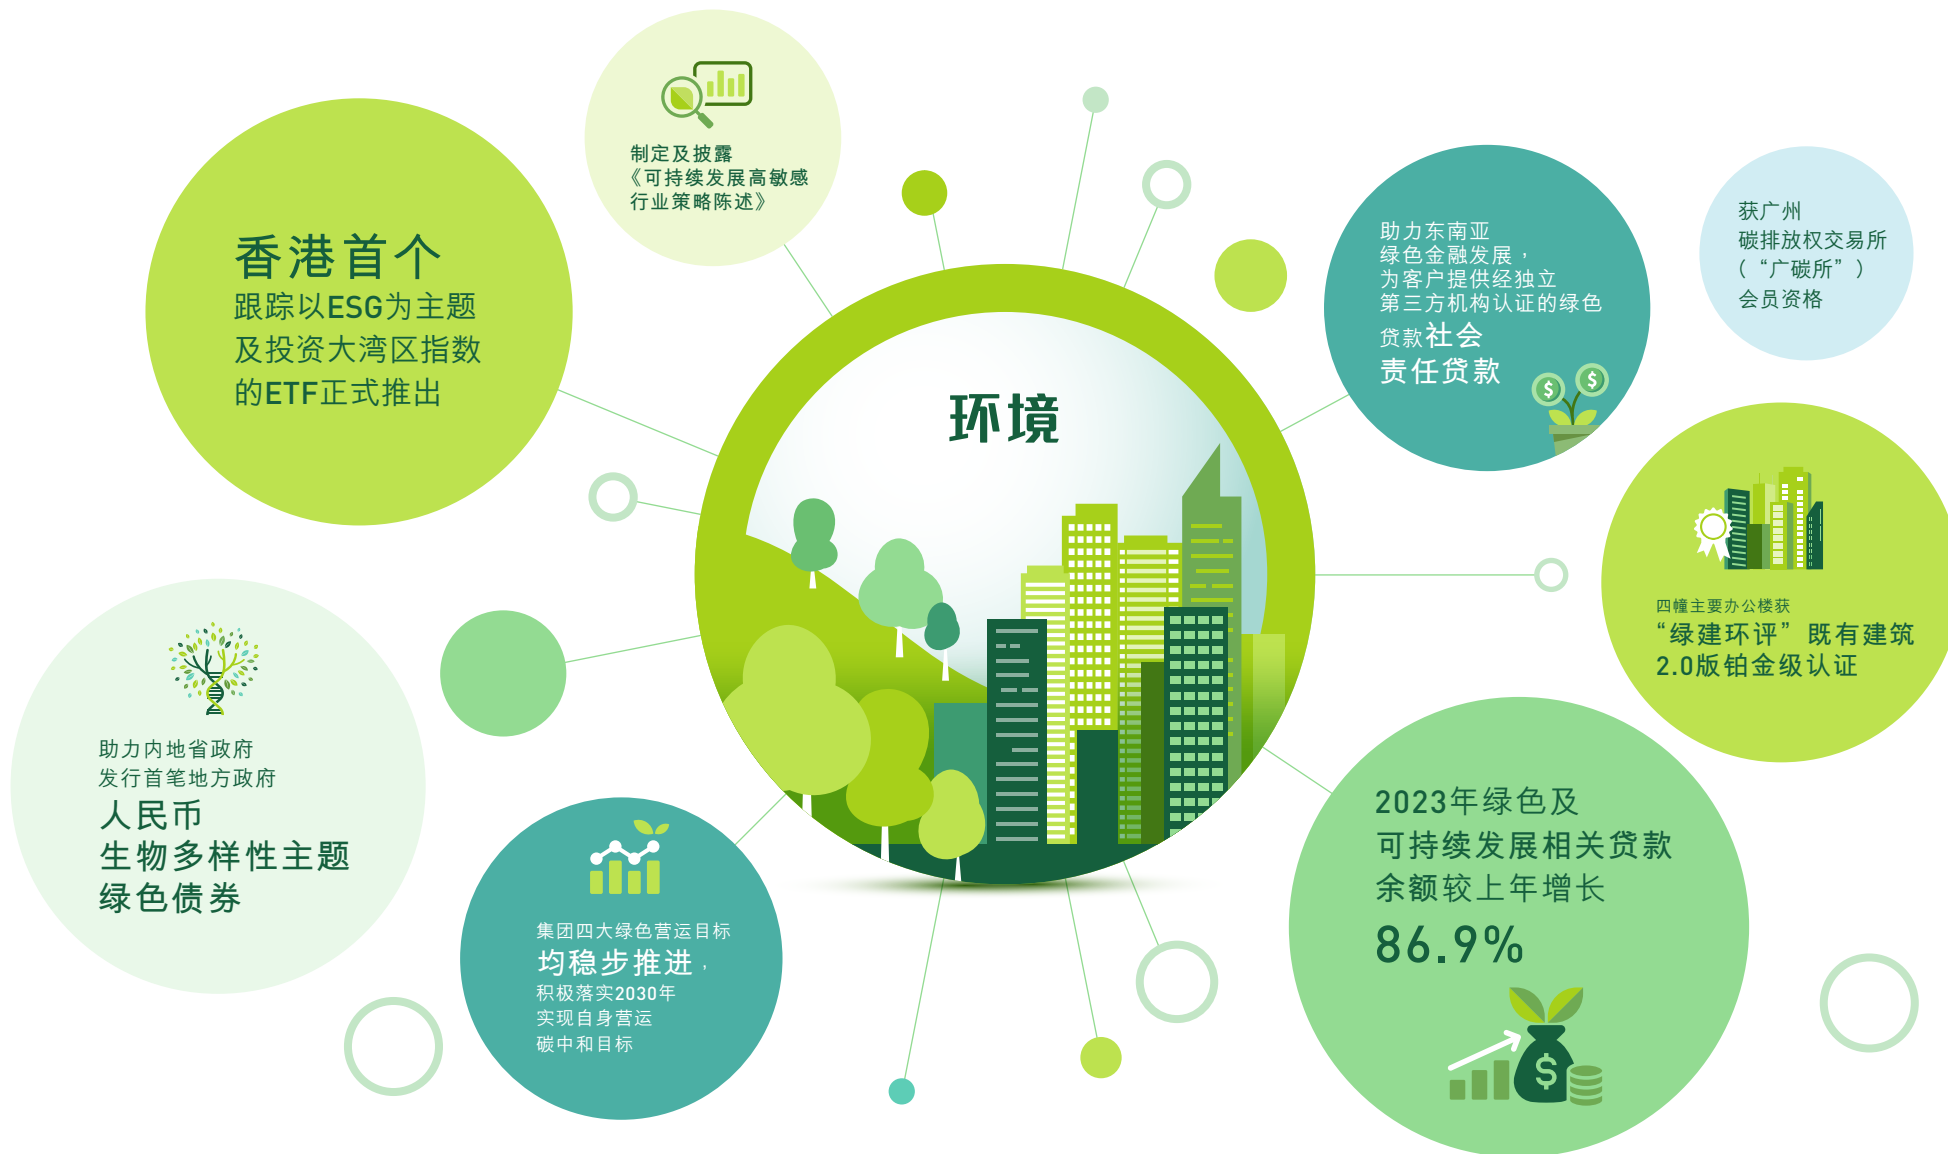 制定及披露
《可持续发展高敏感
行业策略陈述》
香港首个
跟踪以ESG为主题
及投资大湾区指数
的ETF正式推出
助力东南亚
绿色金融发展，
为客户提供经独立
第三方机构认证的绿色
贷款社会
责任贷款
$
$
获广州
碳排放权交易所
（“广碳所”）
会员资格
环境
四幢主要办公楼获
“绿建环评”既有建筑
2.0版铂金级认证
助力内地省政府
发行首笔地方政府
人民币
生物多样性主题
绿色债券
集团四大绿色营运目标
均稳步推进，
积极落实2030年
实现自身营运
碳中和目标
2023年绿色及
可持续发展相关贷款
余额较上年增长
86.9%
$